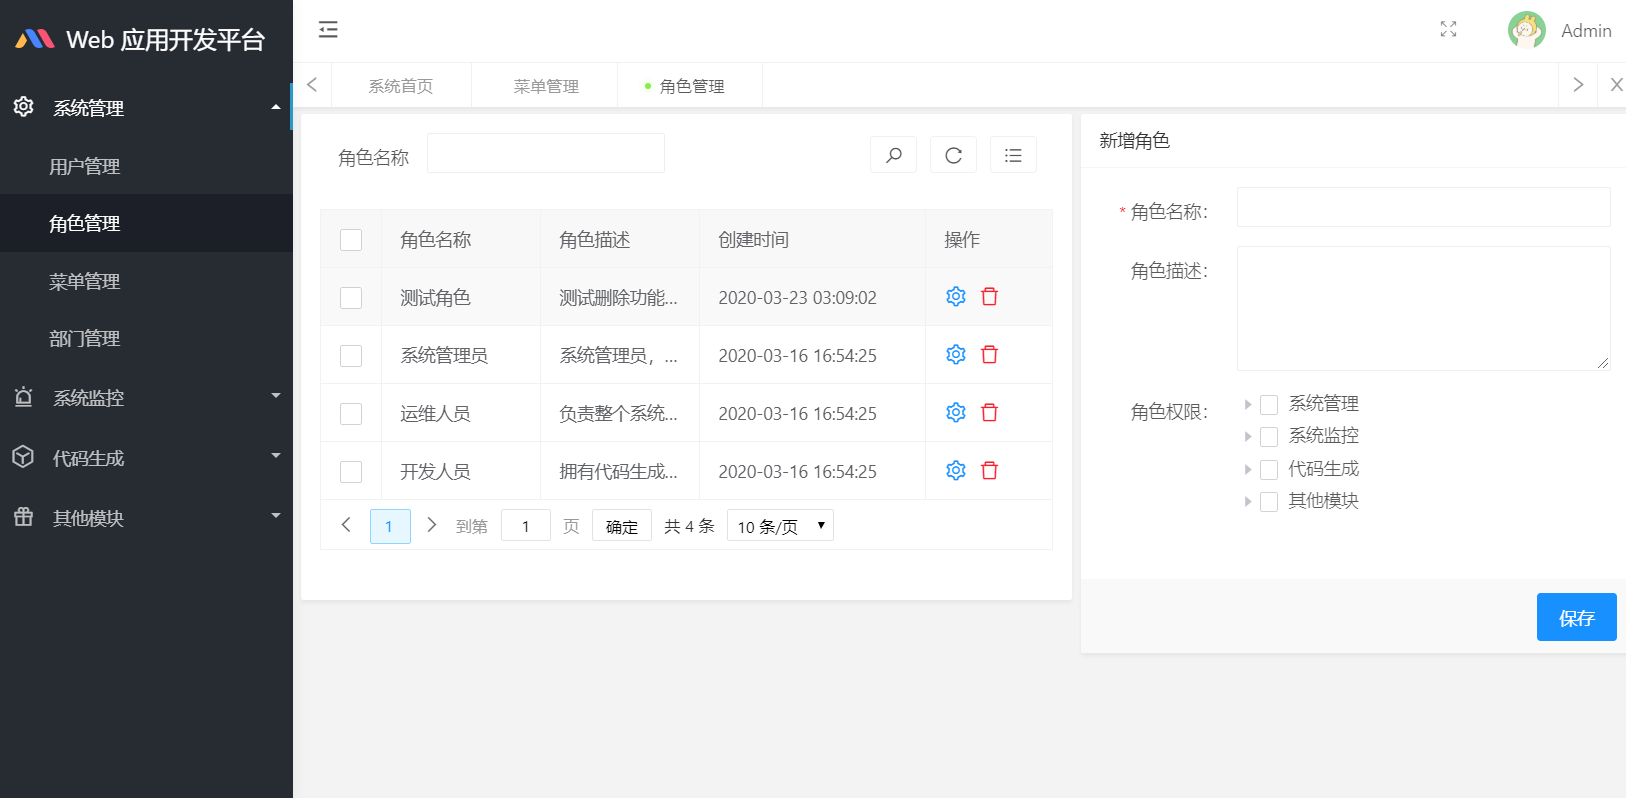 Web 应用开发平台
系统管理
用户管理
角色管理
菜单管理
部门管理
系统监控
代码生成
其他模块
Admin
系统首页
菜单管理
角色管理
角色名称
角色名称 角色描述 创建时间 操作
测试角色 测试删除功能... 2020-03-23 03:09:02
系统管理员 系统管理员，... 2020-03-16 16:54:25
运维人员 负责整个系统... 2020-03-16 16:54:25
开发人员 拥有代码生成... 2020-03-16 16:54:25
1 到第 1 页 确定 共 4 条 10 条/页
新增角色
* 角色名称：
角色描述：
角色权限：
系统管理
系统监控
代码生成
其他模块
保存